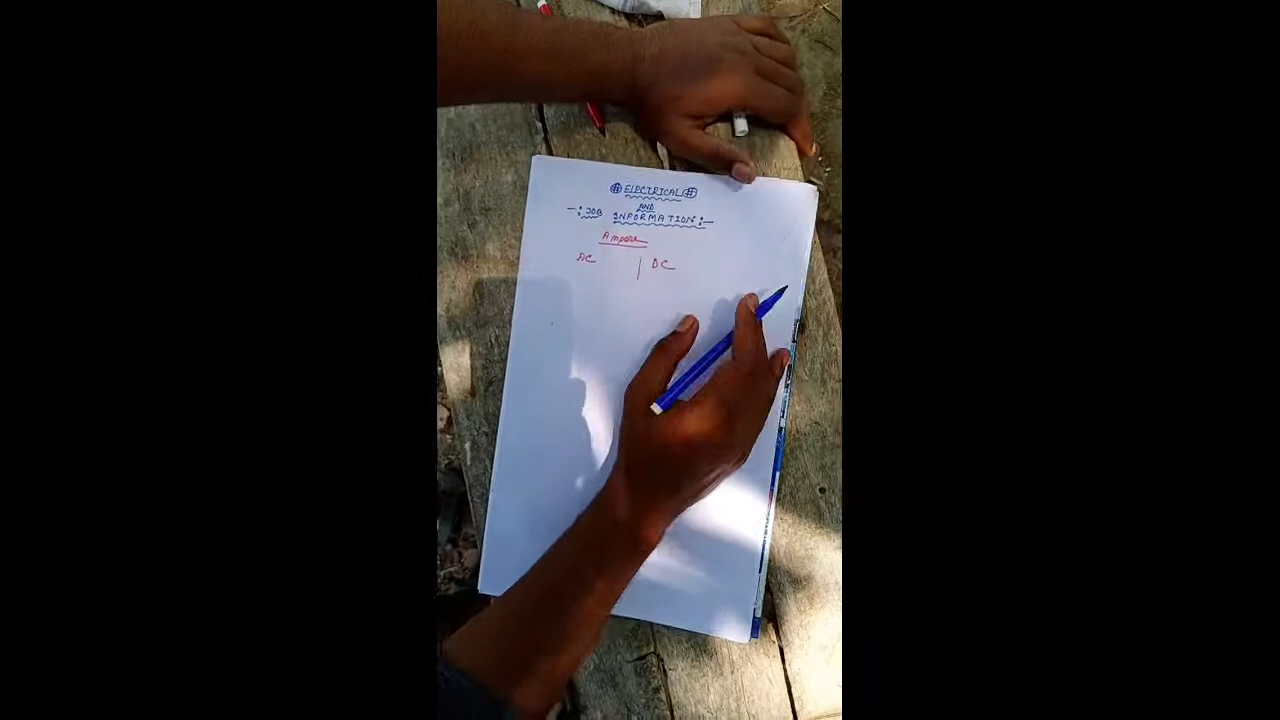 ELECTRICAL
AND
-: JOB INFORMATION :-
Ampere
AC | DC